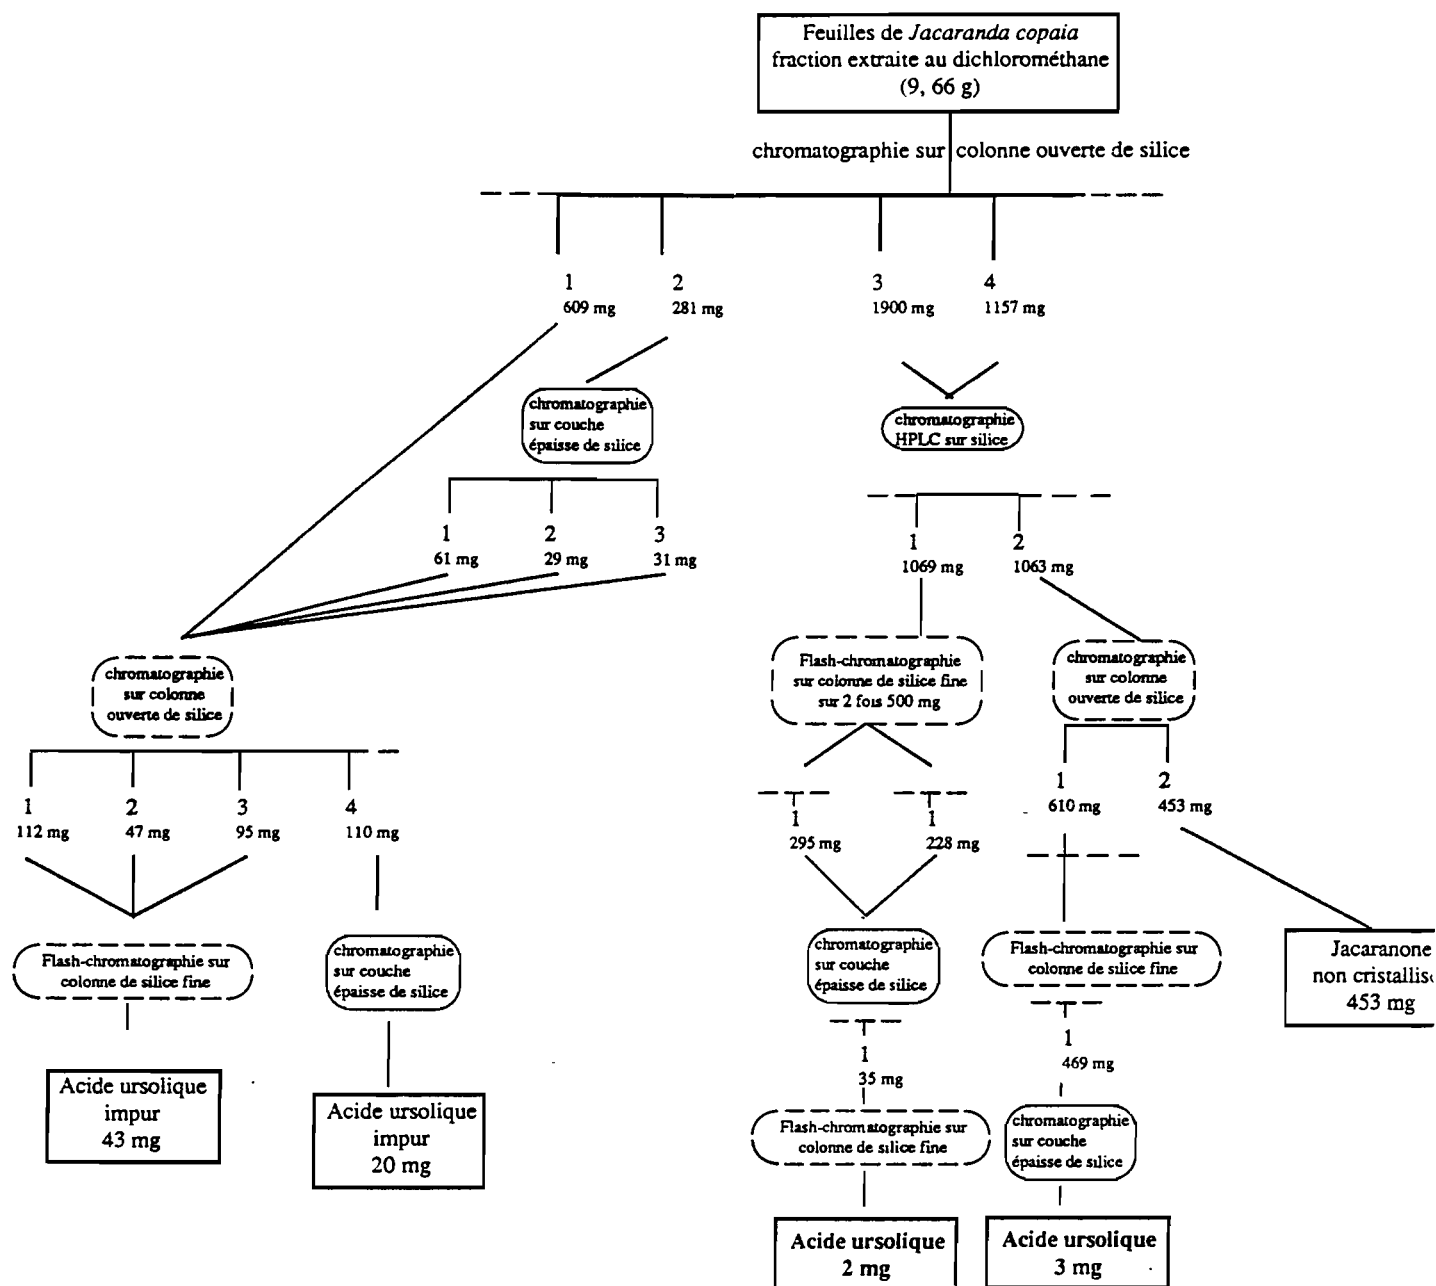 Feuilles de Jacaranda copaia
fraction extraite au dichlorométhane
(9, 66 g)
chromatographie sur colonne ouverte de silice
1
609 mg
2
281 mg
3
1900 mg
4
1157 mg
chromatographie
sur couche
épaisse de silice
chromatographie
HPLC sur silice
1
61 mg
2
29 mg
3
31 mg
1
1069 mg
2
1063 mg
chromatographie
sur colonne
ouverte de silice
Flash-chromatographie
sur colonne de silice fine
sur 2 fois 500 mg
chromatographie
sur colonne
ouverte de silice
1
112 mg
2
47 mg
3
95 mg
4
110 mg
1
295 mg
1
228 mg
1
610 mg
2
453 mg
Flash-chromatographie sur
colonne de silice fine
chromatographie
sur couche
épaisse de silice
chromatographie
sur couche
épaisse de silice
Flash-chromatographie sur
colonne de silice fine
Jacaranone
non cristallis
453 mg
1
35 mg
1
469 mg
Acide ursolique
impur
43 mg
Acide ursolique
impur
20 mg
Flash-chromatographie sur
colonne de silice fine
chromatographie
sur couche
épaisse de silice
Acide ursolique
2 mg
Acide ursolique
3 mg